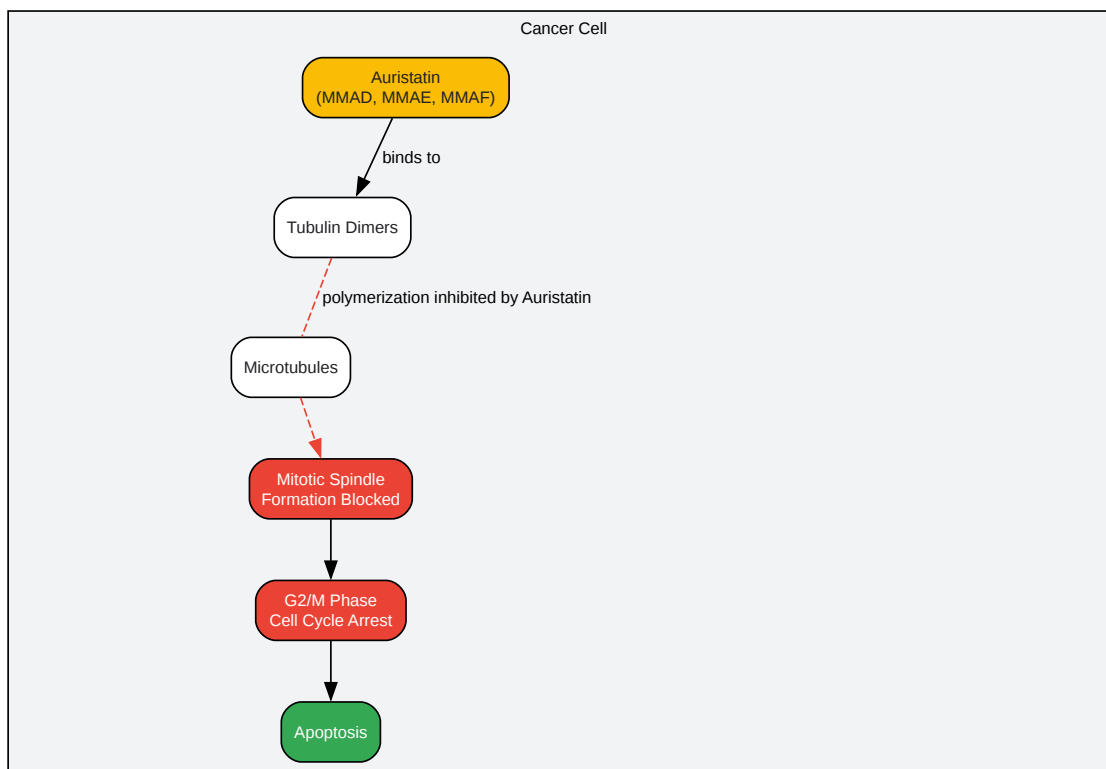 Cancer Cell
Auristatin
(MMAD, MMAE, MMAF)
binds to
Tubulin Dimers
polymerization inhibited by Auristatin
Microtubules
Mitotic Spindle
Formation Blocked
G2/M Phase
Cell Cycle Arrest
Apoptosis